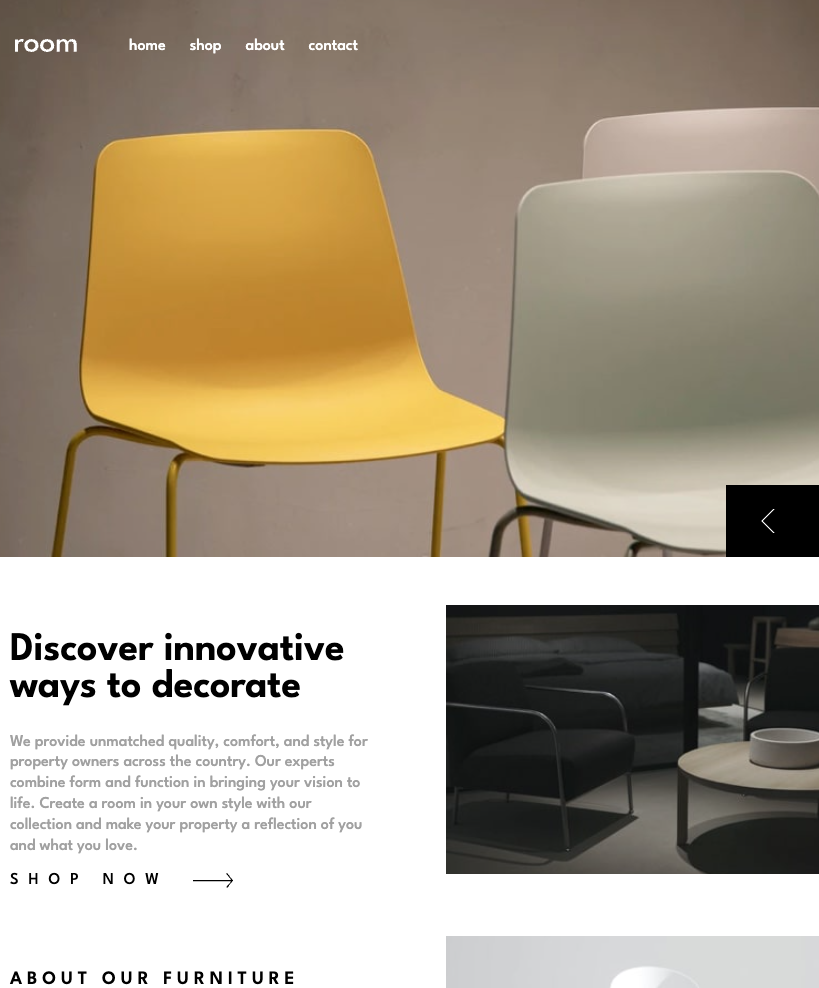 room
home shop about contact
Discover innovative
ways to decorate
We provide unmatched quality, comfort, and style for
property owners across the country. Our experts
combine form and function in bringing your vision to
life. Create a room in your own style with our
collection and make your property a reflection of you
and what you love.
SHOP NOW
ABOUT OUR FURNITURE